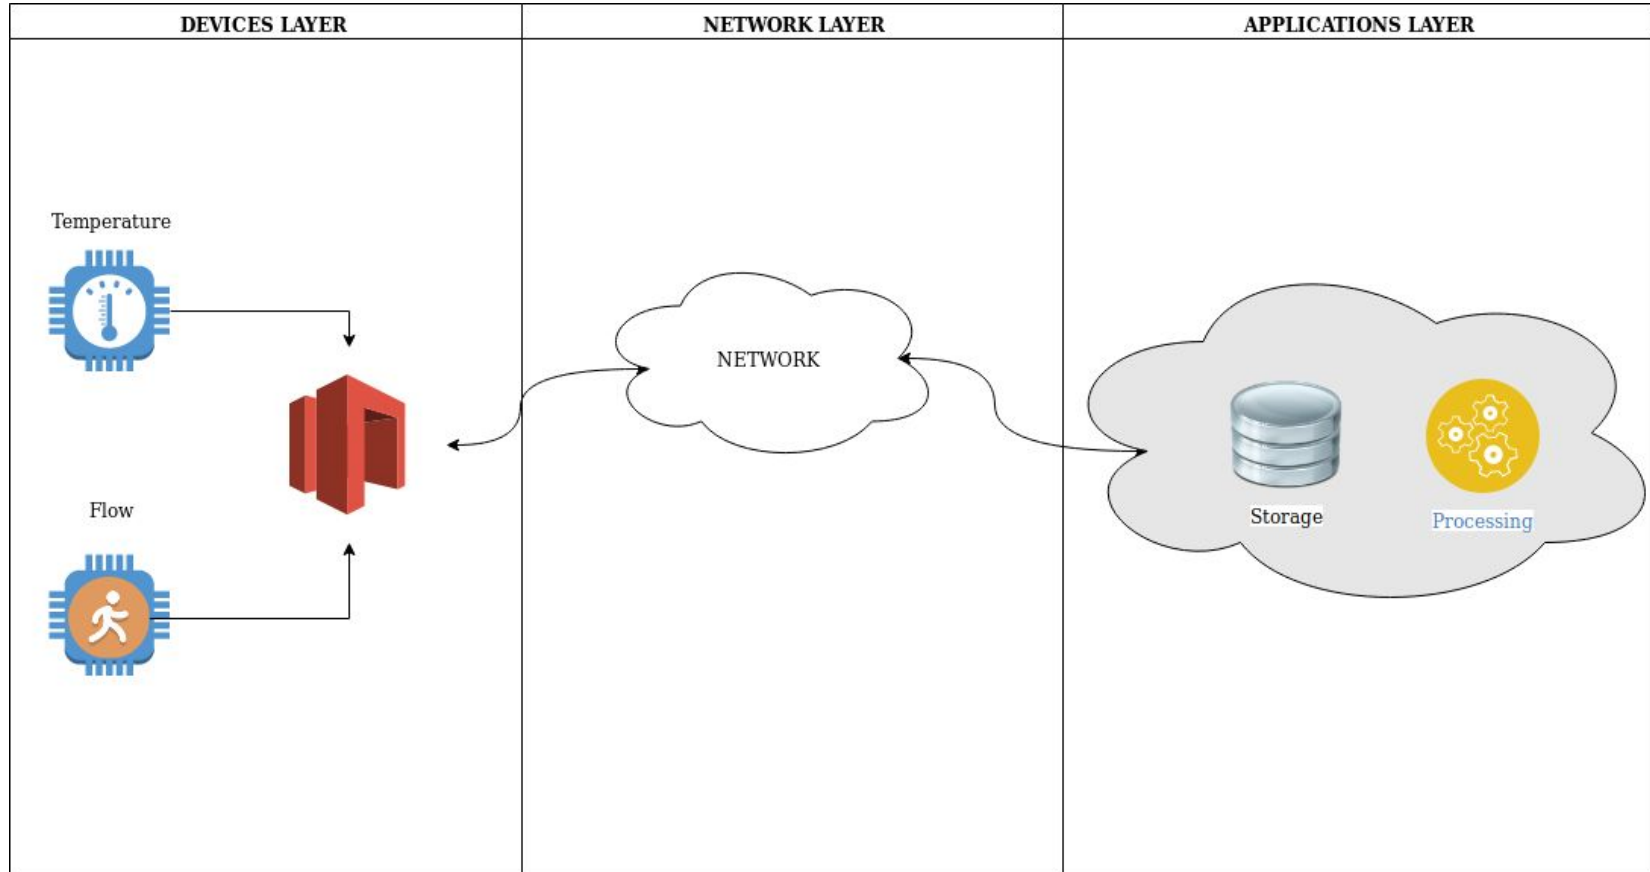 DEVICES LAYER
NETWORK LAYER
APPLICATIONS LAYER
Temperature
NETWORK
Flow
Storage
Processing